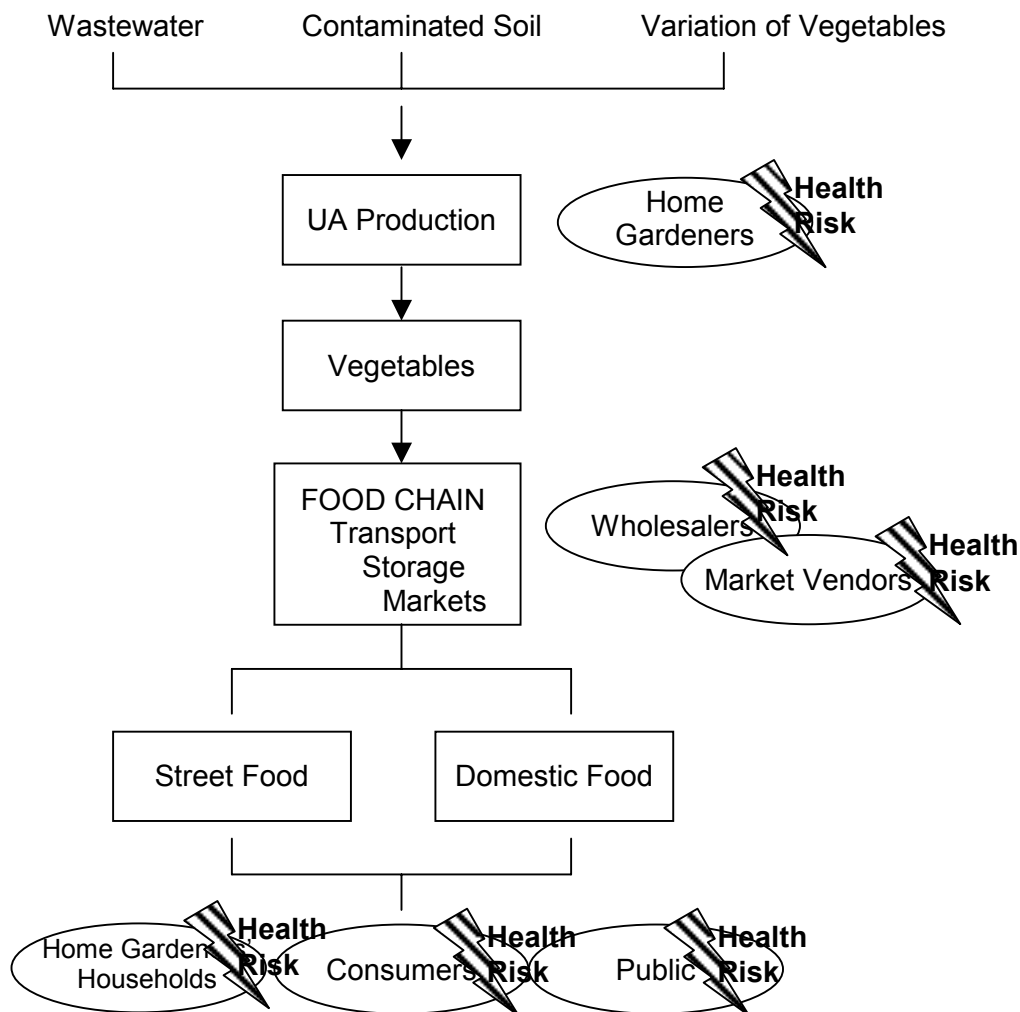 Wastewater Contaminated Soil Variation of Vegetables
UA Production
Home
Gardeners
Health
Risk
Vegetables
FOOD CHAIN
Transport
Storage
Markets
Wholesalers
Health
Risk
Market Vendors
Health
Risk
Street Food
Domestic Food
Home Gardeners'
Households
Health
Risk
Consumers
Health
Risk
Public
Health
Risk